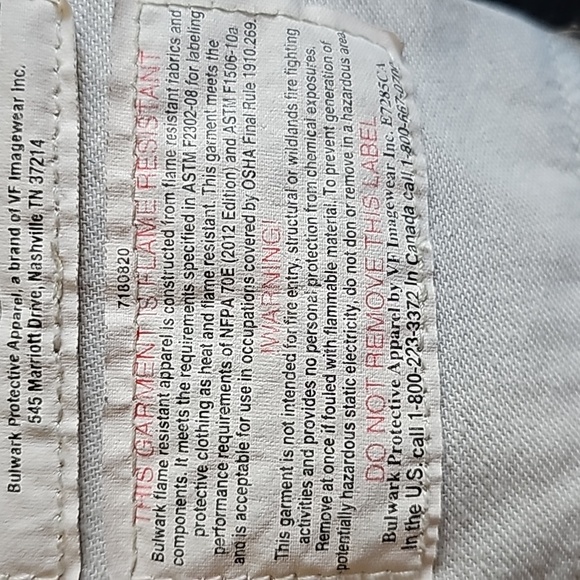 Bulwark Protective Apparel, a brand of VF Imagewear Inc.
545 Marriott Drive, Nashville TN 37214
7180820
THIS GARMENT IS FLAME RESISTANT
Bulwark flame resistant apparel is constructed from flame resistant fabrics and
components. It meets the requirements specified in ASTM F2302-08 for labeling
protective clothing as heat and flame resistant. This garment meets the
performance requirements of NFPA 70E (2012 Edition) and ASTM F1506-10a
and is acceptable for use in occupations covered by OSHA Final Rule 1910.269.
WARNING!
This garment is not intended for fire entry, structural or wildlands fire fighting
activities and provides no personal protection from chemical exposures.
Remove at once if fouled with flammable material. To prevent generation of
potentially hazardous static electricity, do not don or remove in a hazardous area.
DO NOT REMOVE THIS LABEL
Bulwark Protective Apparel by VF Imagewear Inc. E7285CA
In the U.S. call 1-800-223-3372 In Canada call